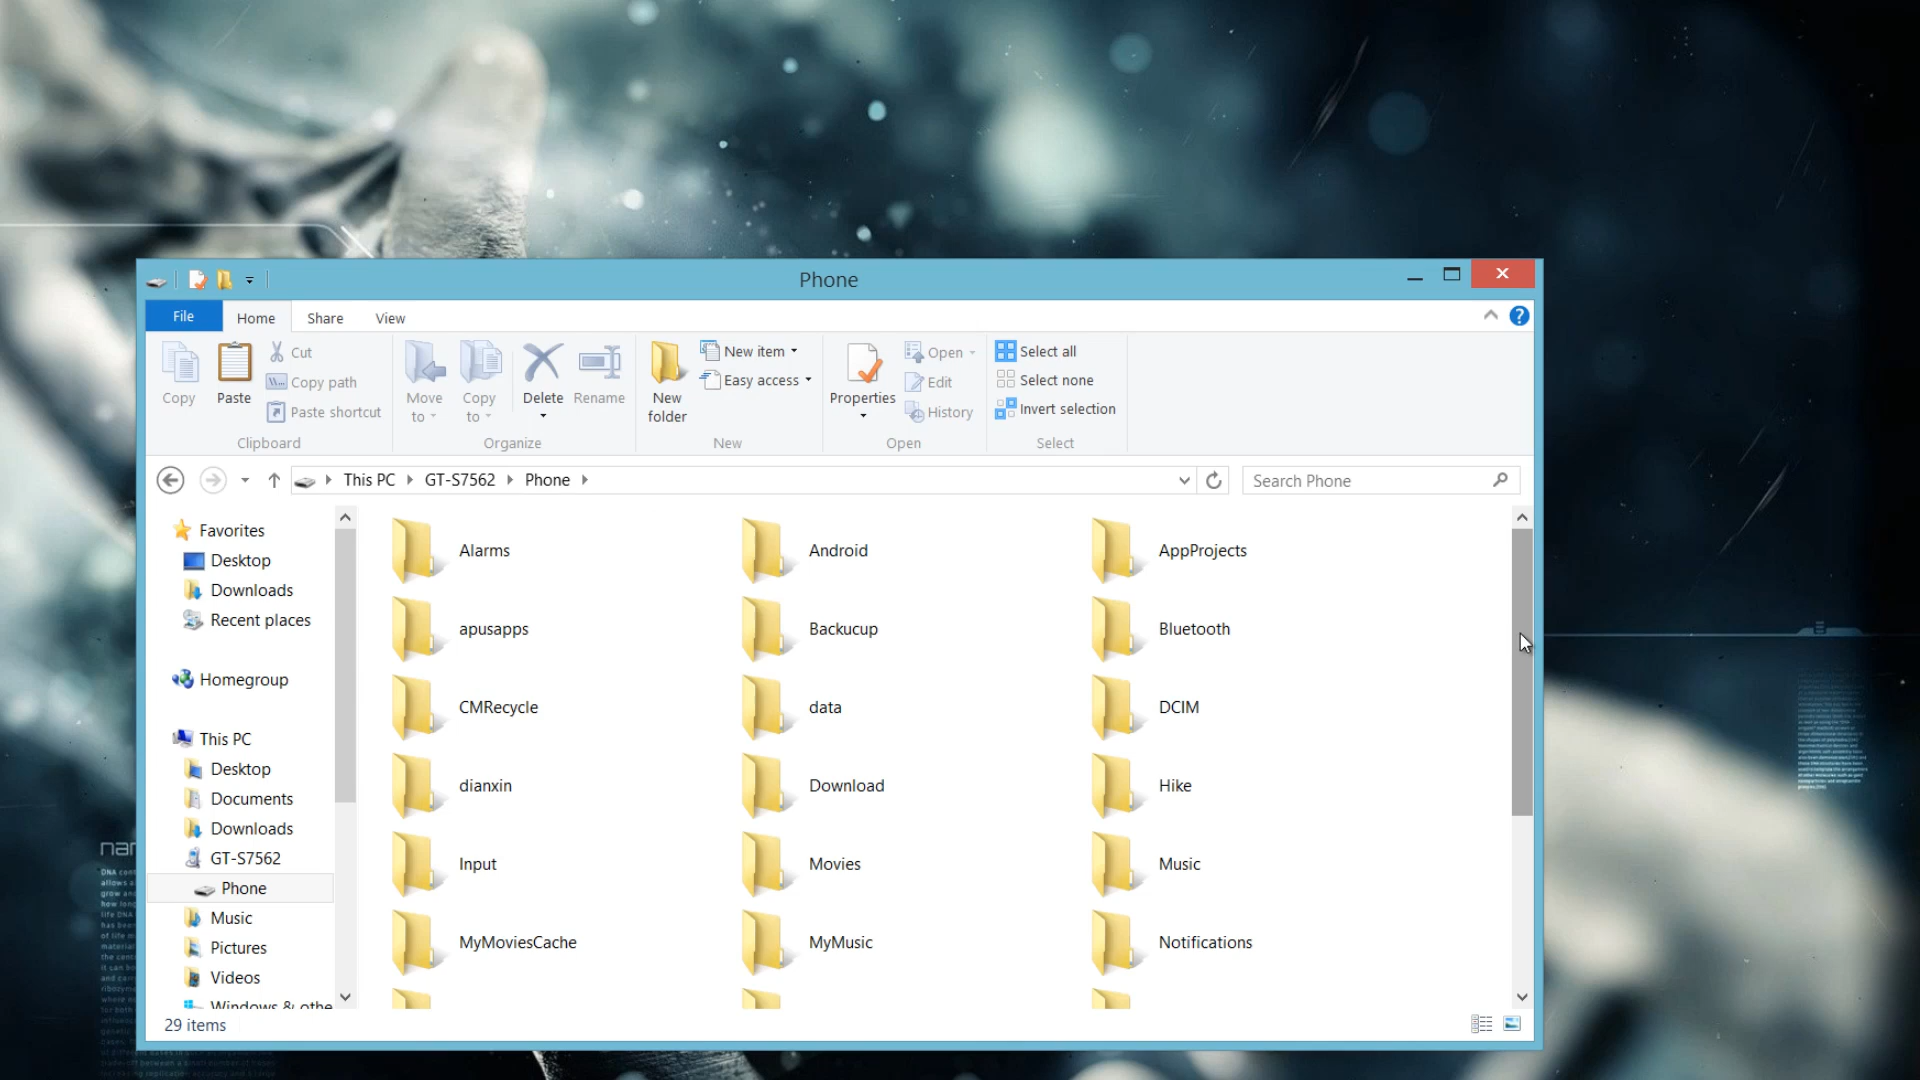 Phone
File Home Share View
Copy
Paste
Cut
Copy path
Paste shortcut
Clipboard
Move to
Copy to
Delete
Rename
Organize
New folder
New item
Easy access
New
Properties
Open
Edit
History
Open
Select all
Select none
Invert selection
Select
This PC GT-S7562 Phone
Search Phone
Favorites
Desktop
Downloads
Recent places
Homegroup
This PC
Desktop
Documents
Downloads
GT-S7562
Phone
Music
Pictures
Videos
Windows & othe
Alarms Android AppProjects
apusapps Backucup Bluetooth
CMRecycle data DCIM
dianxin Download Hike
Input Movies Music
MyMoviesCache MyMusic Notifications
29 items